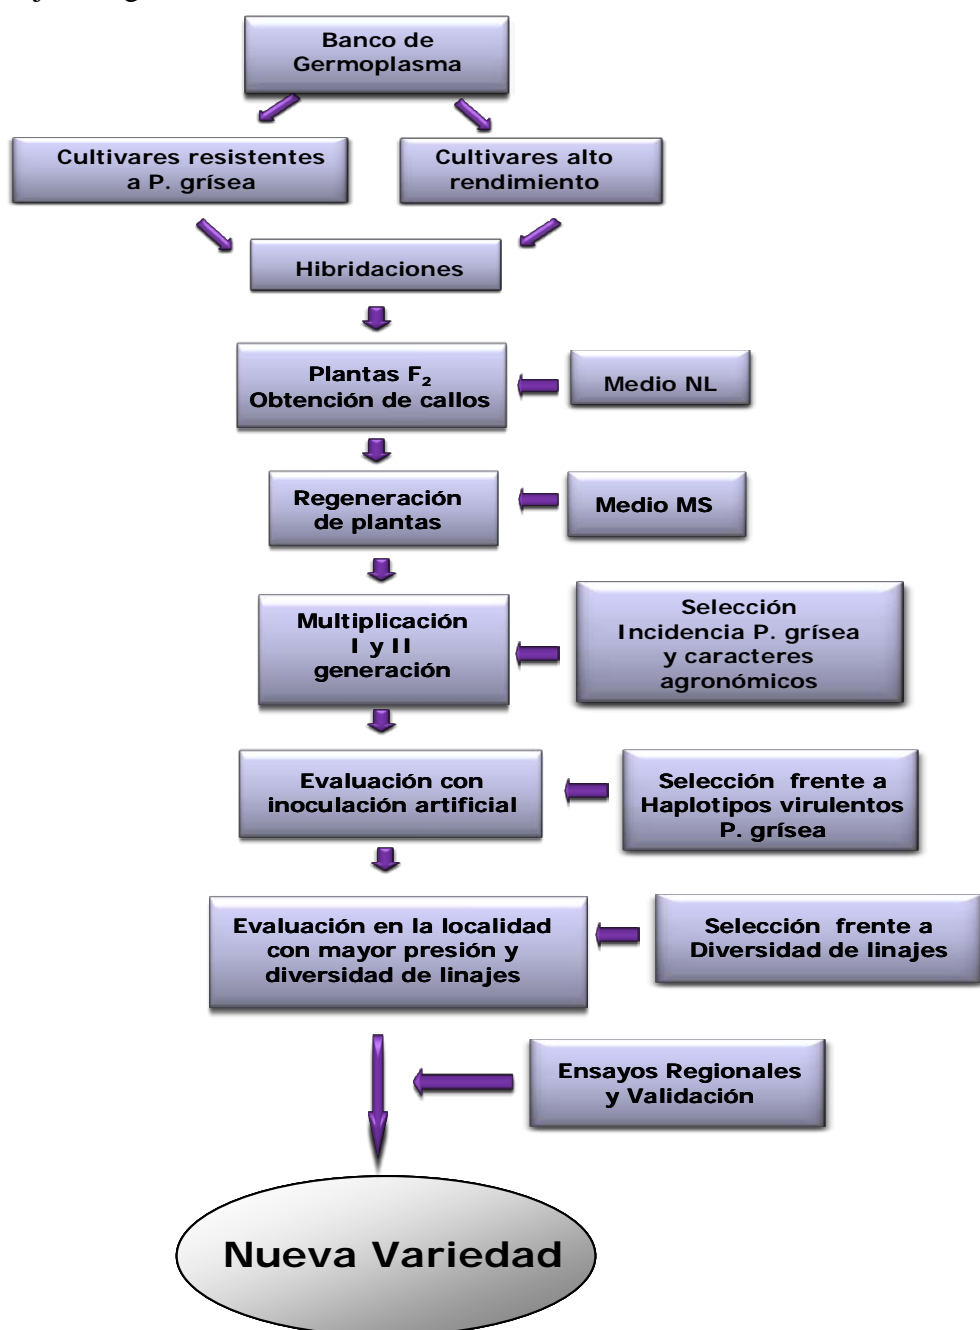 Banco de
Germoplasma
Cultivares resistentes
a P. grísea
Cultivares alto
rendimiento
Hibridaciones
Plantas F₂
Obtención de callos
Medio NL
Regeneración
de plantas
Medio MS
Multiplicación
I y II
generación
Selección
Incidencia P. grísea
y caracteres
agronómicos
Evaluación con
inoculación artificial
Selección frente a
Haplotipos virulentos
P. grísea
Evaluación en la localidad
con mayor presión y
diversidad de linajes
Selección frente a
Diversidad de linajes
Ensayos Regionales
y Validación
Nueva Variedad